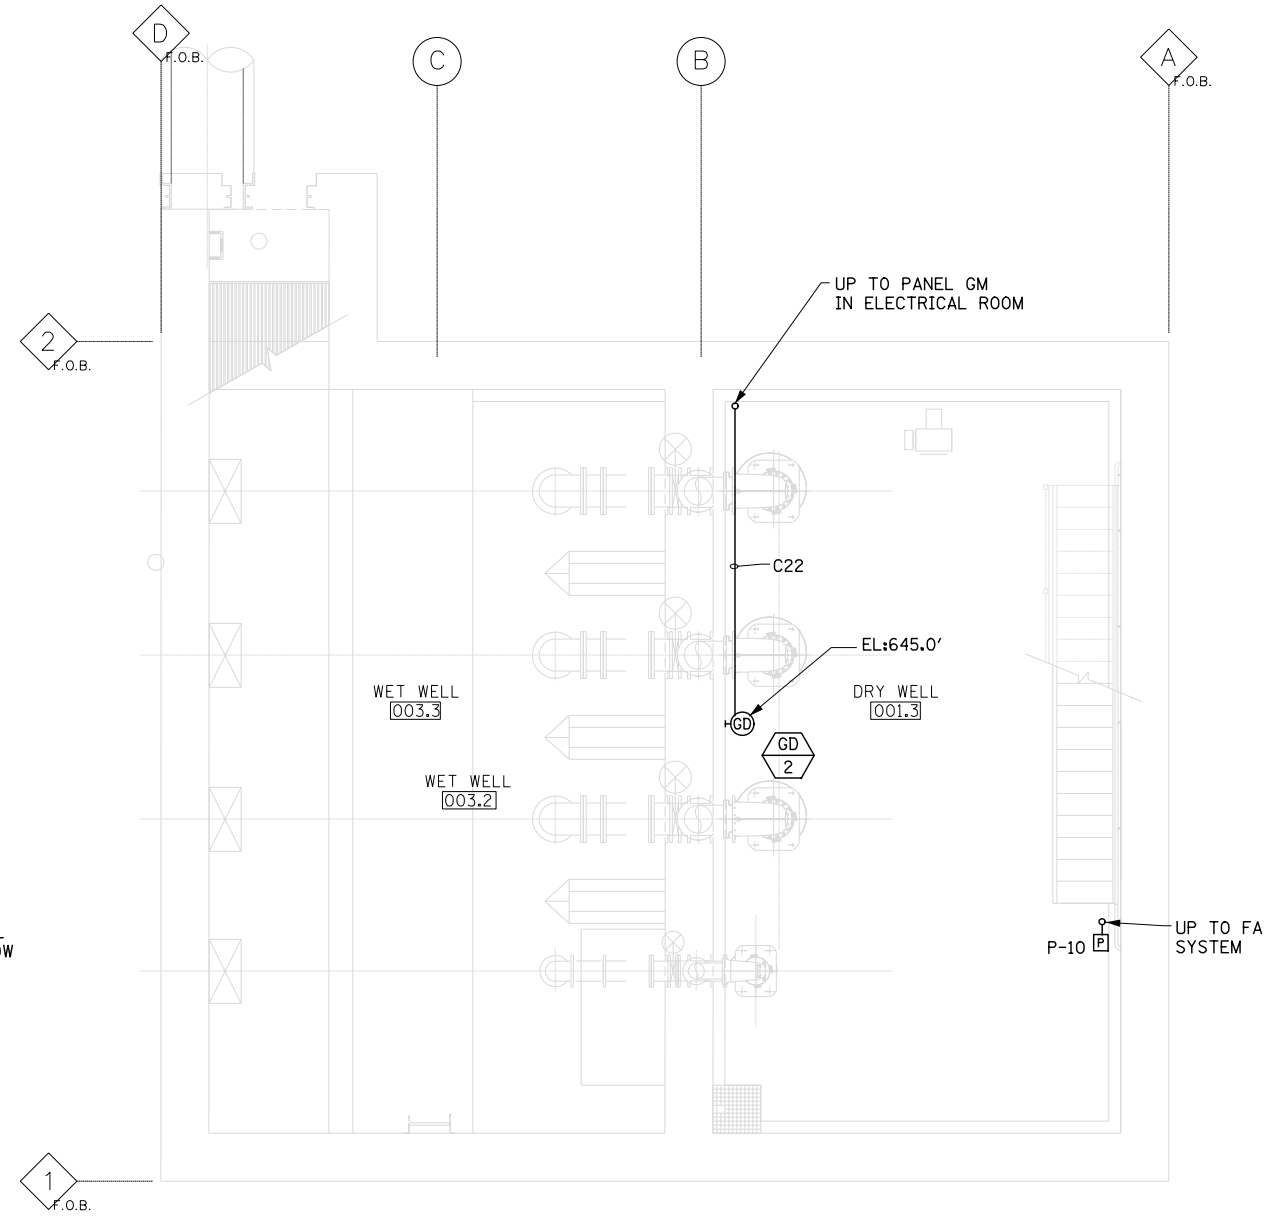 D
F.O.B.
C
B
A
F.O.B.
UP TO PANEL GM
IN ELECTRICAL ROOM
2
F.O.B.
C22
EL:645.0'
WET WELL
003.3
DRY WELL
001.3
GD
GD
2
WET WELL
003.2
UP TO FA
SYSTEM
P-10
P
1
F.O.B.